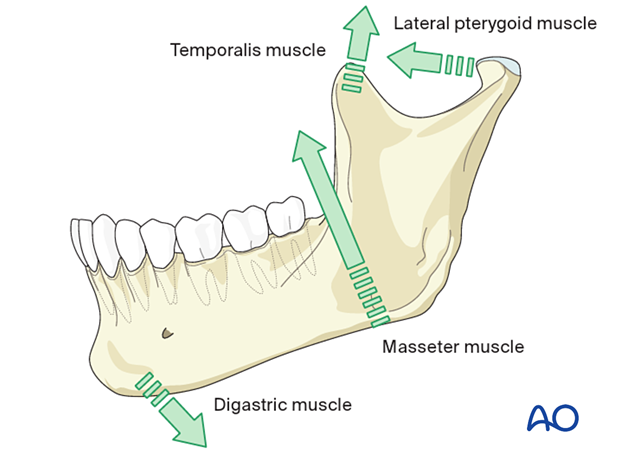 Lateral pterygoid muscle
Temporalis muscle
Masseter muscle
Digastric muscle
AO